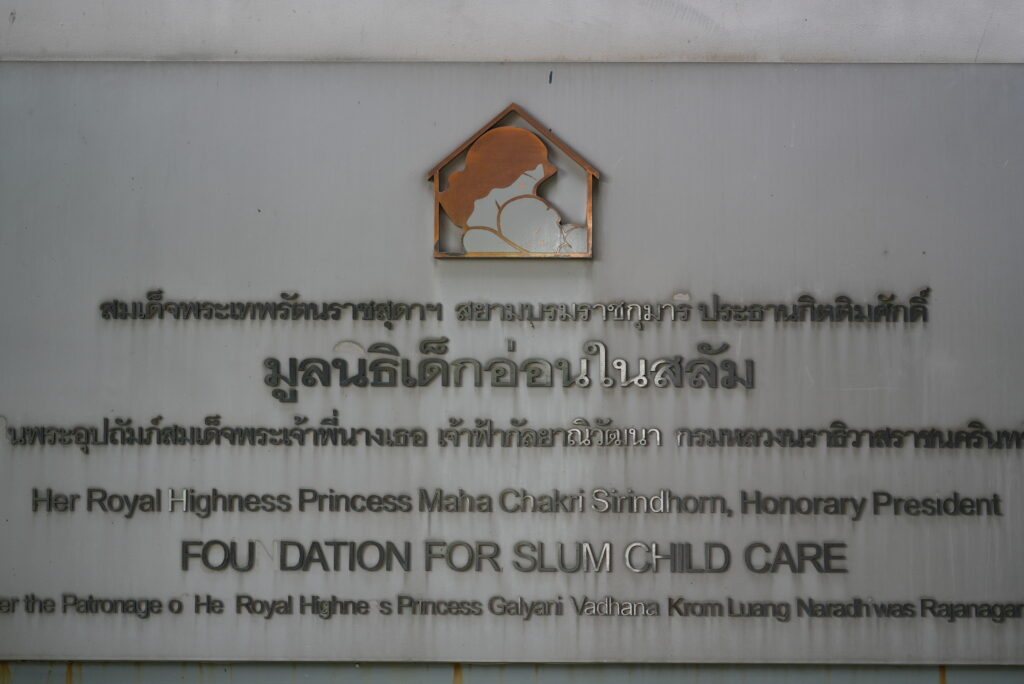 สมเด็จพระเทพรัตนราชสุดาฯ สยามบรมราชกุมารี ประธานกิตติมศักดิ์
มูลนิธิเด็กอ่อนในสลัม
นพระอุปถัมภ์สมเด็จพระเจ้าพี่นางเธอ เจ้าฟ้ากัลยาณิวัฒนา กรมหลวงนราธิวาสราชนครินทร
Her Royal Highness Princess Maha Chakri Sirindhorn, Honorary President
FOU DATION FOR SLUM CHILD CARE
er the Patronage o He Royal Highne s Princess Galyani Vadhana Krom Luang Naradh was Rajanagar